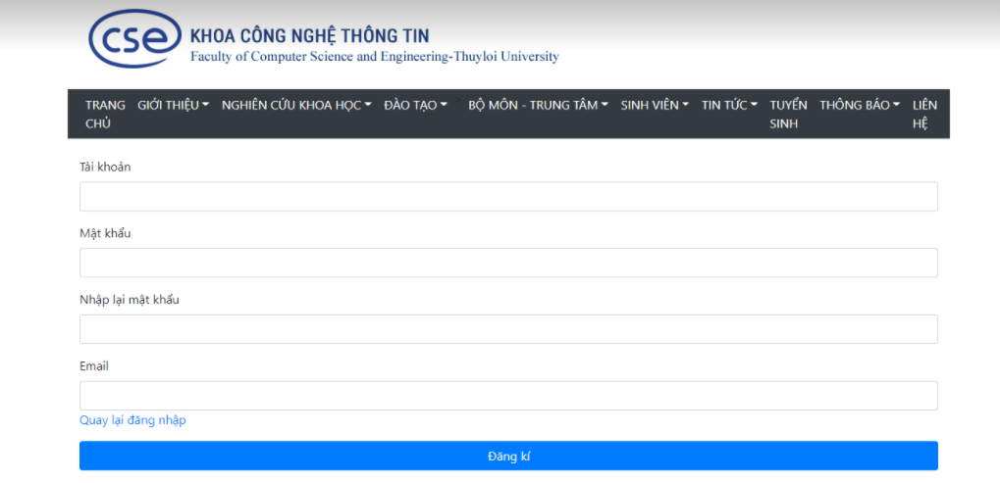 cse
KHOA CÔNG NGHỆ THÔNG TIN
Faculty of Computer Science and Engineering-Thuyloi University
TRANG CHỦ
GIỚI THIỆU
NGHIÊN CỨU KHOA HỌC
ĐÀO TẠO
BỘ MÔN - TRUNG TÂM
SINH VIÊN
TIN TỨC
TUYỂN SINH
THÔNG BÁO
LIÊN HỆ
Tài khoản
Mật khẩu
Nhập lại mật khẩu
Email
Quay lại đăng nhập
Đăng kí